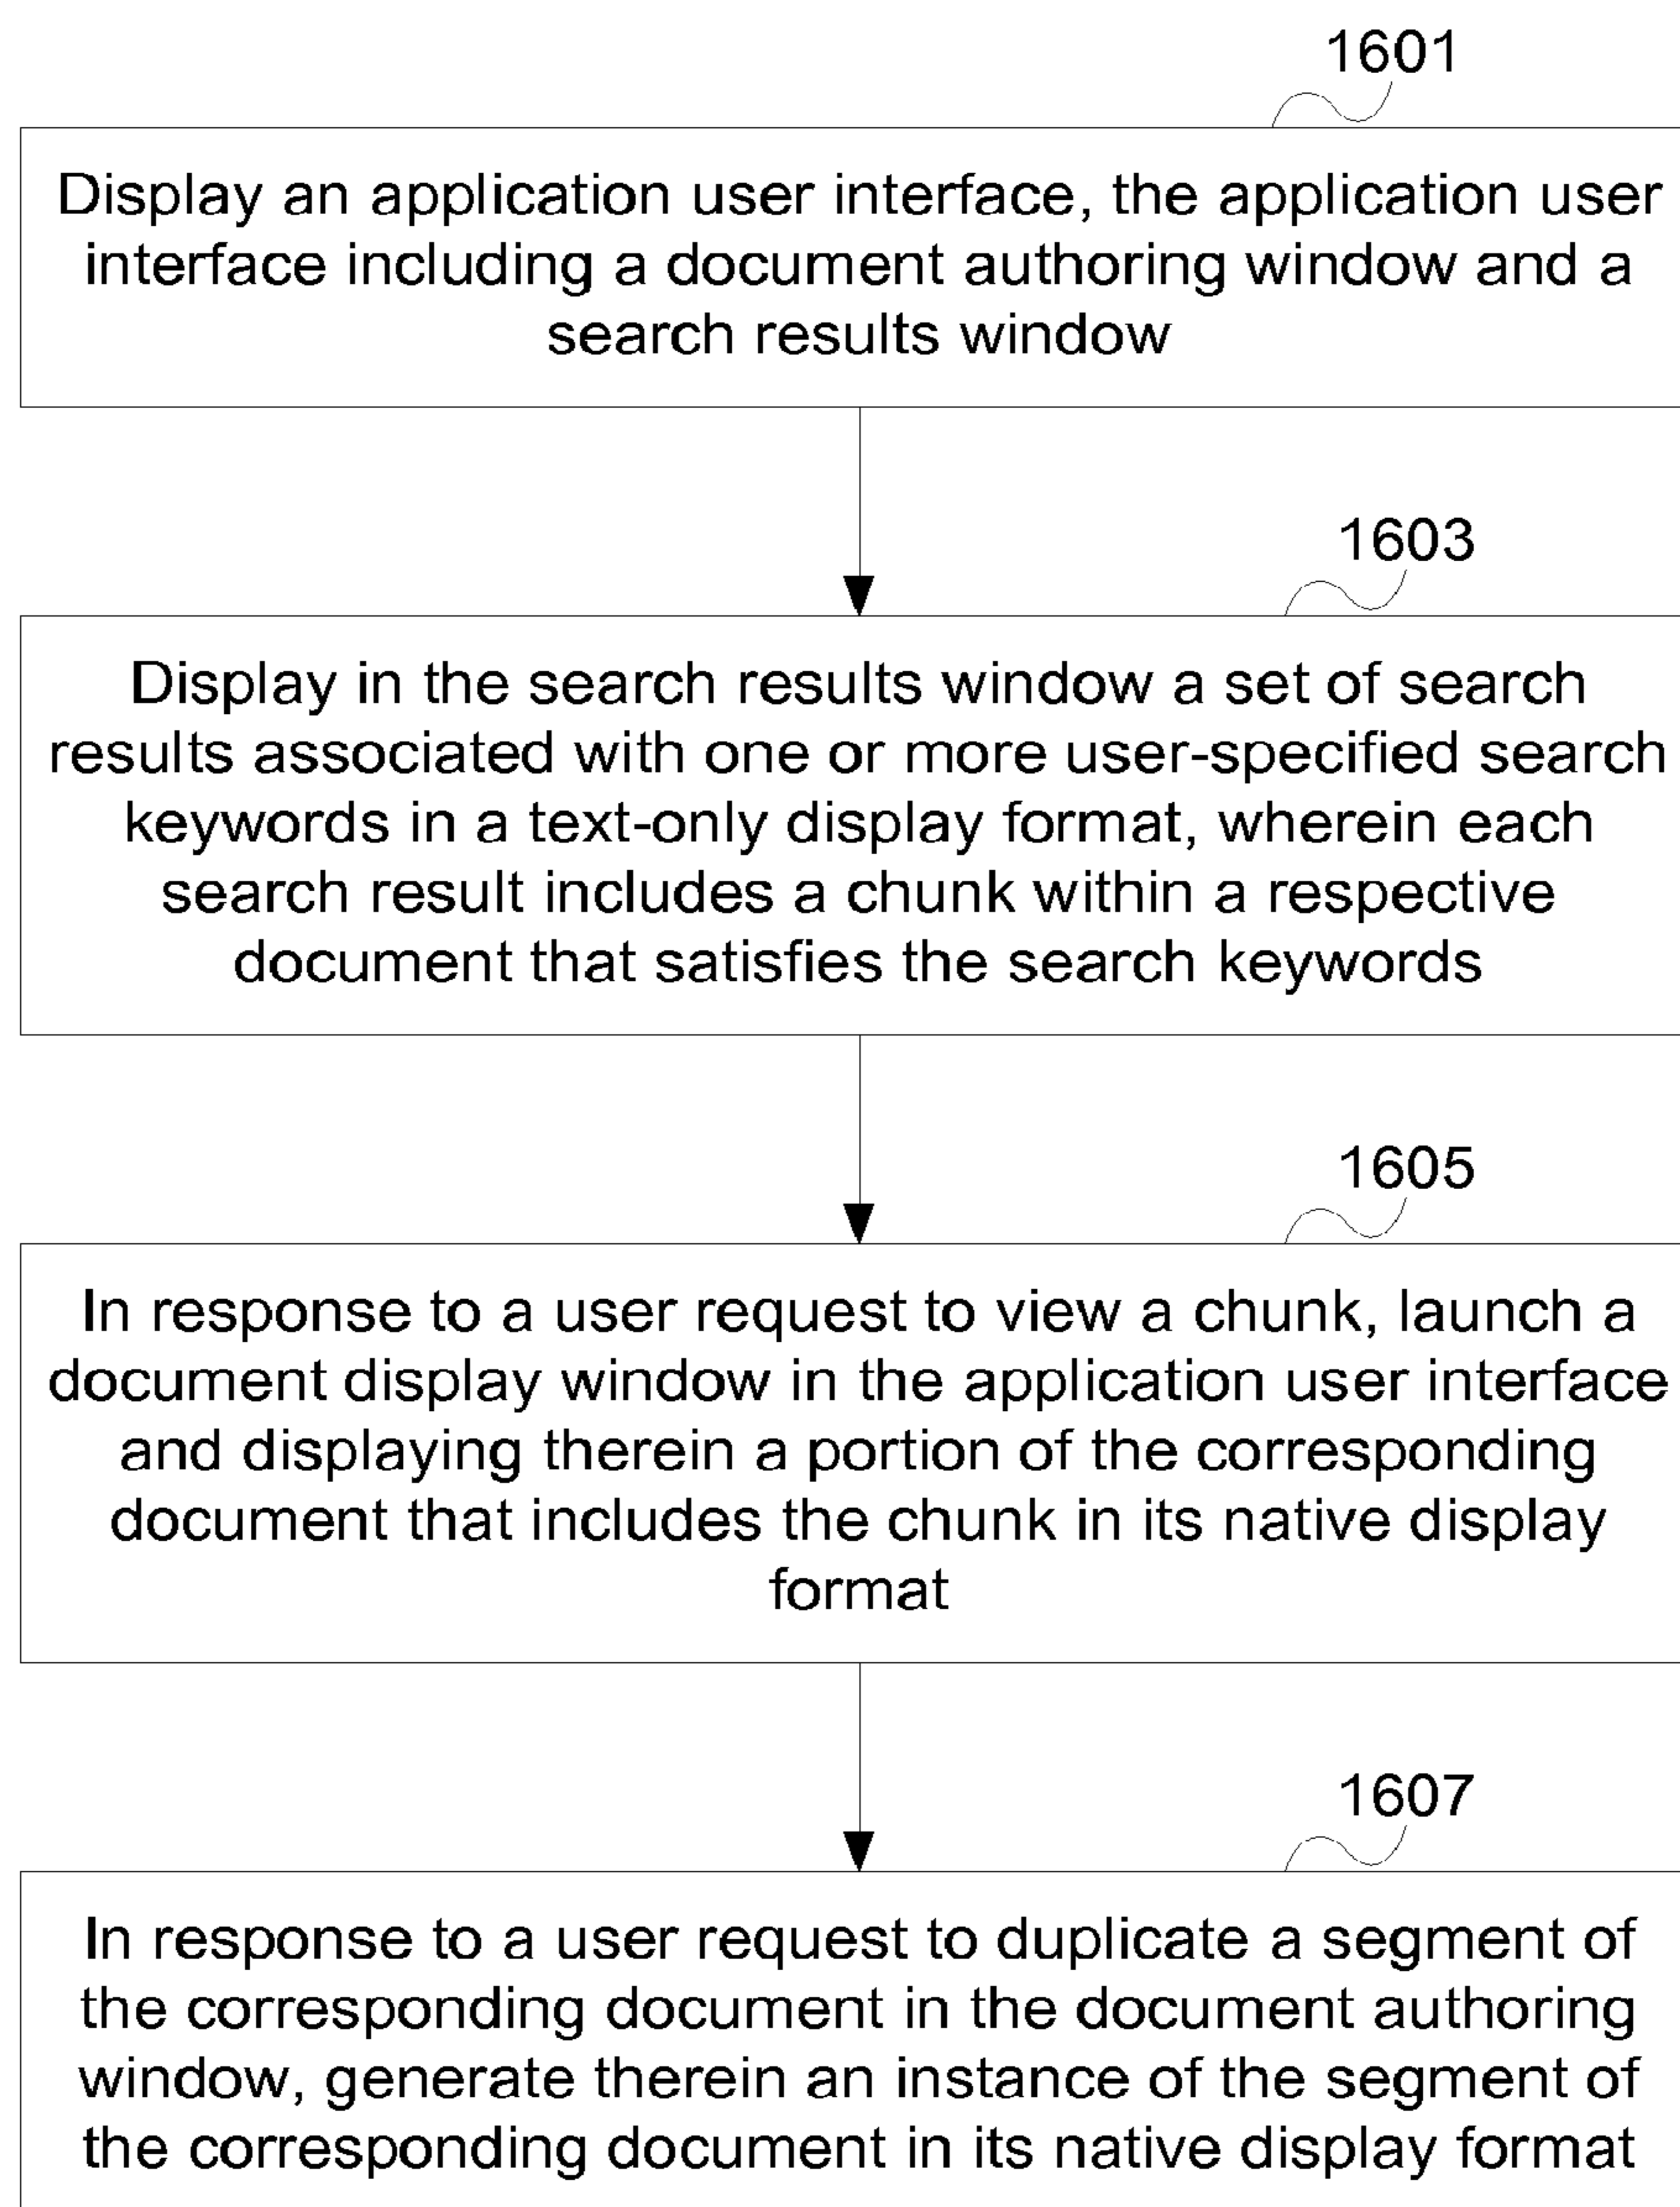 1601
Display an application user interface, the application user
interface including a document authoring window and a
search results window
1603
Display in the search results window a set of search
results associated with one or more user-specified search
keywords in a text-only display format, wherein each
search result includes a chunk within a respective
document that satisfies the search keywords
1605
In response to a user request to view a chunk, launch a
document display window in the application user interface
and displaying therein a portion of the corresponding
document that includes the chunk in its native display
format
1607
In response to a user request to duplicate a segment of
the corresponding document in the document authoring
window, generate therein an instance of the segment of
the corresponding document in its native display format